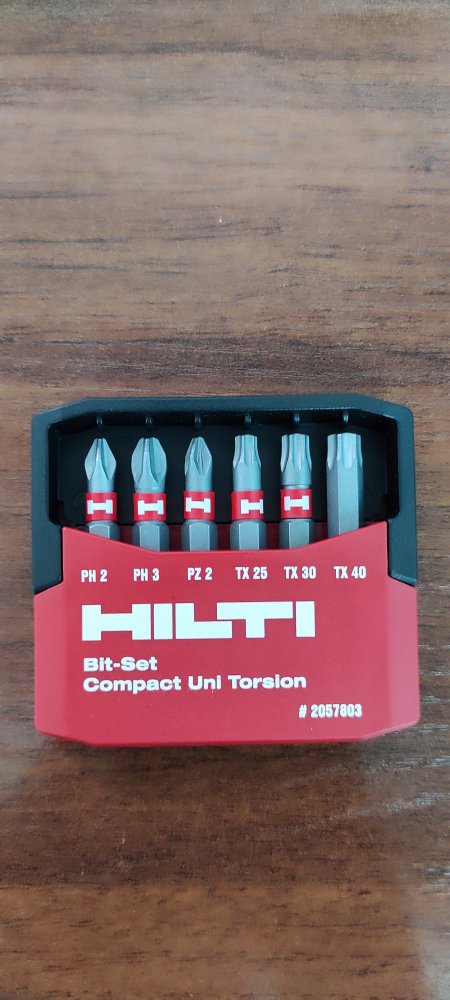 PH 2 PH 3 PZ 2 TX 25 TX 30 TX 40
HILTI
Bit-Set
Compact Uni Torsion
# 2057803